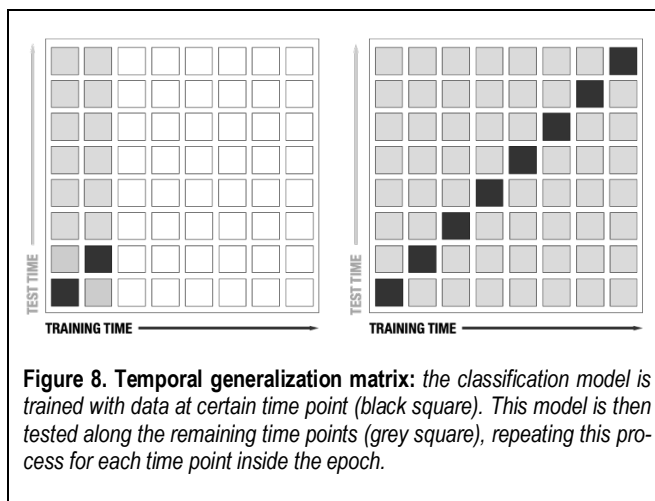 TEST TIME
TRAINING TIME
TEST TIME
TRAINING TIME
Figure 8. Temporal generalization matrix: the classification model is
trained with data at certain time point (black square). This model is then
tested along the remaining time points (grey square), repeating this pro-
cess for each time point inside the epoch.